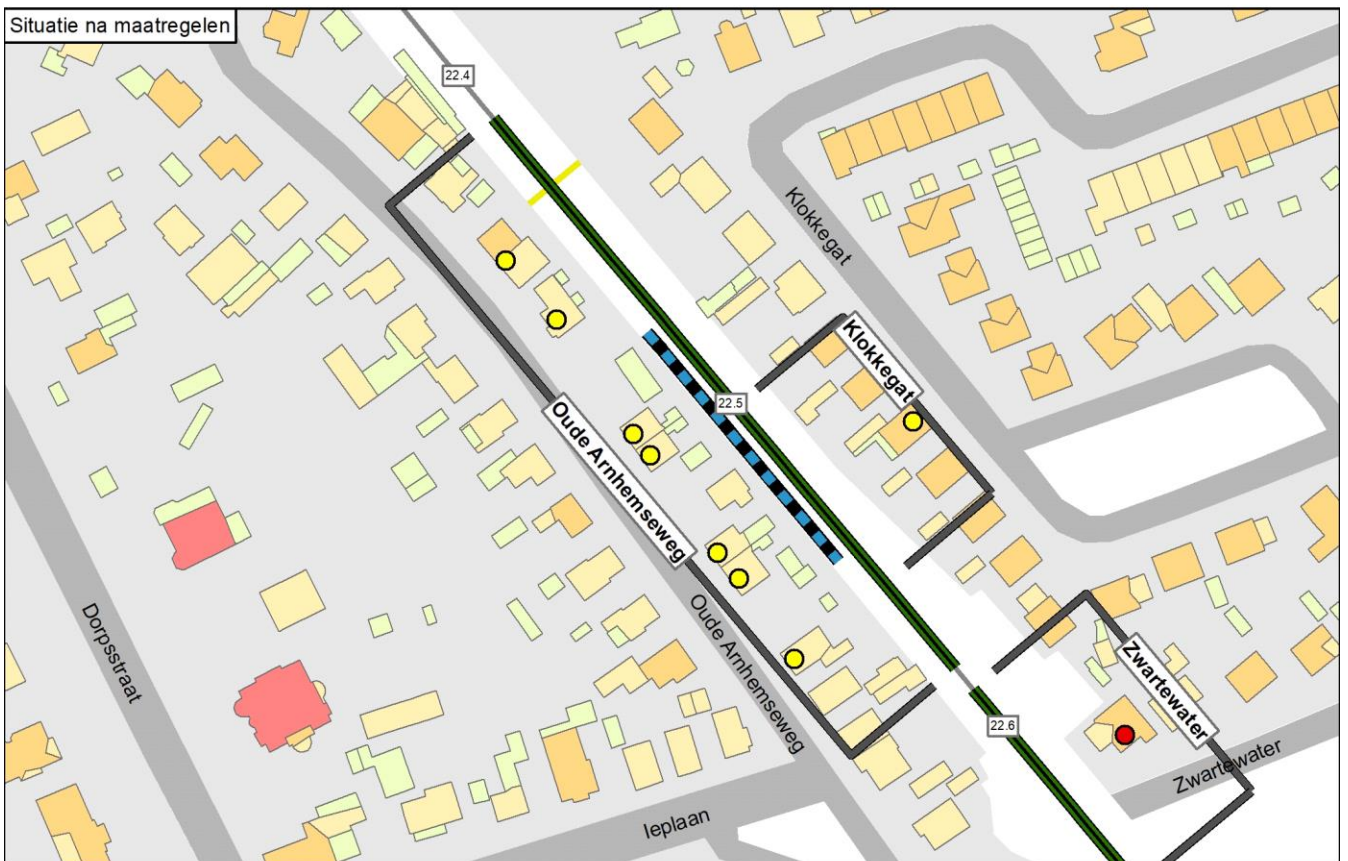 Situatie na maatregelen
22.4
Klokkegat
Klokkegat
22.5
Oude Arnhemseweg
Dorpsstraat
Oude Arnhemseweg
Zwartewater
22.6
Zwartewater
Ieplaan